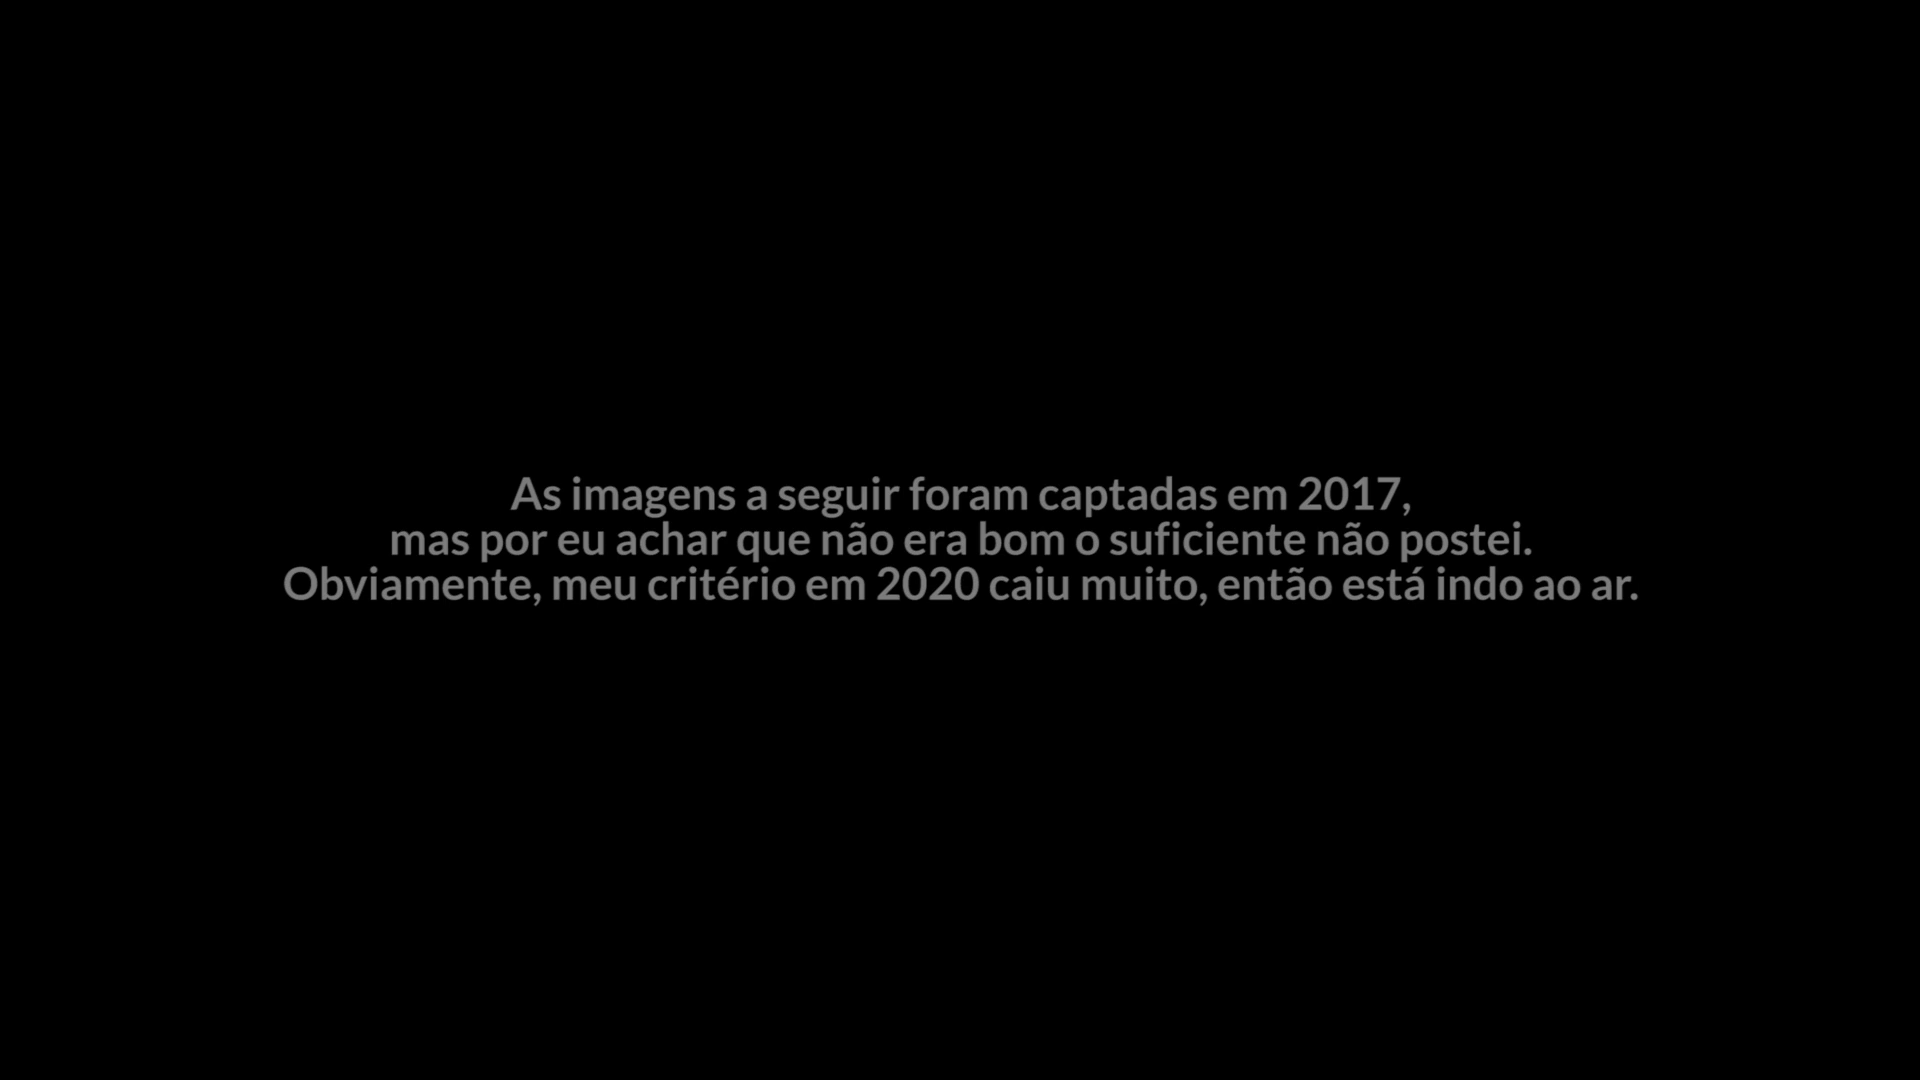 As imagens a seguir foram captadas em 2017,
mas por eu achar que não era bom o suficiente não postei.
Obviamente, meu critério em 2020 caiu muito, então está indo ao ar.